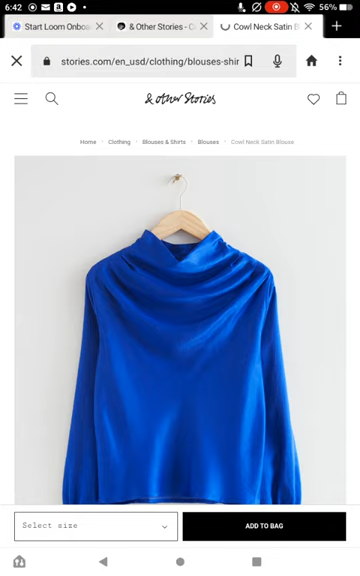 6:42
56%
Start Loom Onboa
& Other Stories - C
Cowl Neck Satin B
stories.com/en_usd/clothing/blouses-shir
& other Stories
Home
Clothing
Blouses & Shirts
Blouses
Cowl Neck Satin Blouse
Select size
ADD TO BAG